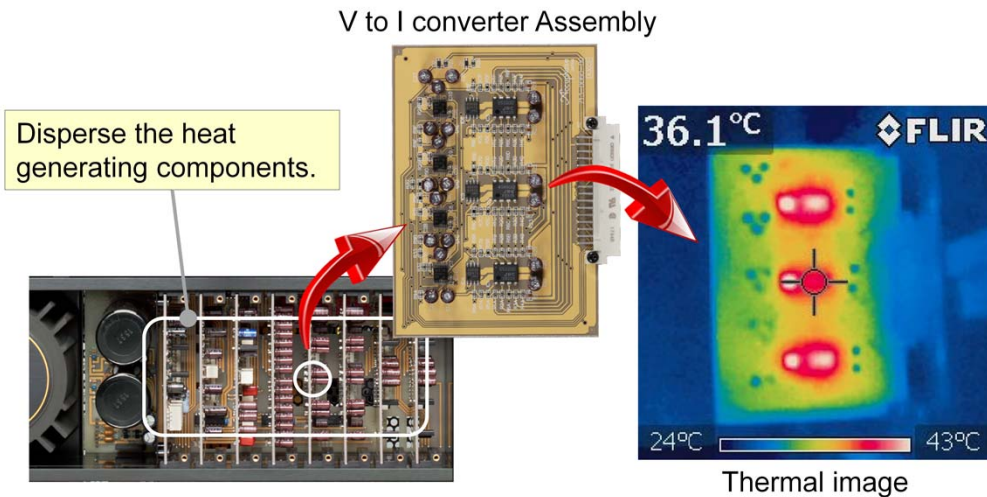 V to I converter Assembly
Disperse the heat
generating components.
36.1°C
FLIR
24°C
43°C
Thermal image